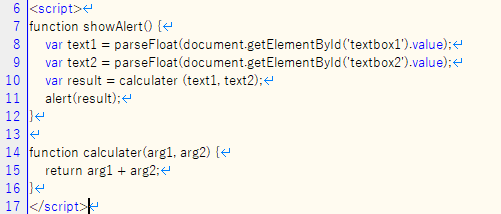 6 <script>↵
7 function showAlert() {↵
8 var text1 = parseFloat(document.getElementById('textbox1').value);↵
9 var text2 = parseFloat(document.getElementById('textbox2').value);↵
10 var result = calculater (text1, text2);↵
11 alert(result);↵
12 }↵
13 ↵
14 function calculater(arg1, arg2) {↵
15 return arg1 + arg2;↵
16 }↵
17 </script>